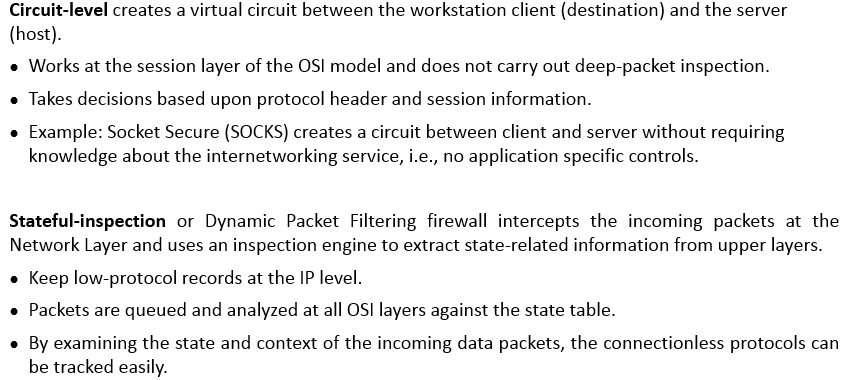 Circuit-level creates a virtual circuit between the workstation client (destination) and the server
(host).
• Works at the session layer of the OSI model and does not carry out deep-packet inspection.
• Takes decisions based upon protocol header and session information.
• Example: Socket Secure (SOCKS) creates a circuit between client and server without requiring
knowledge about the internetworking service, i.e., no application specific controls.
Stateful-inspection or Dynamic Packet Filtering firewall intercepts the incoming packets at the
Network Layer and uses an inspection engine to extract state-related information from upper layers.
• Keep low-protocol records at the IP level.
• Packets are queued and analyzed at all OSI layers against the state table.
• By examining the state and context of the incoming data packets, the connectionless protocols can
be tracked easily.